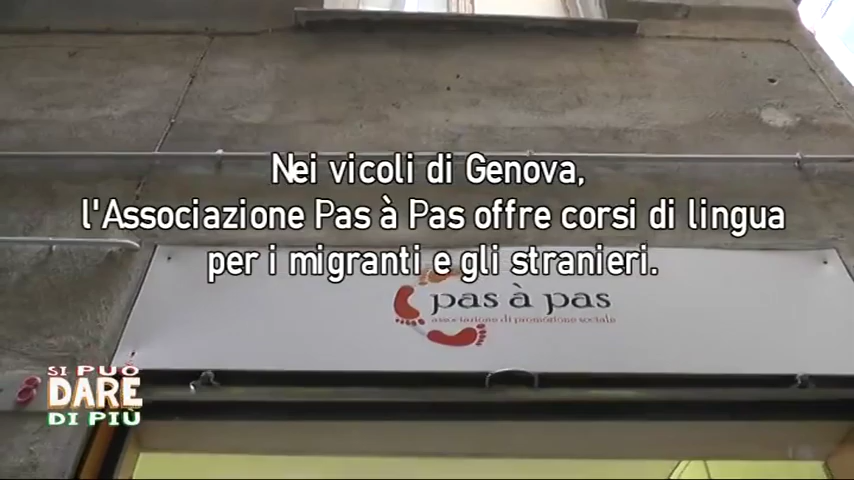 Nei vicoli di Genova,
l'Associazione Pas à Pas offre corsi di lingua
per i migranti e gli stranieri.
pas à pas
associazione di promozione sociale
SI PUÒ
DARE
DI PIÙ